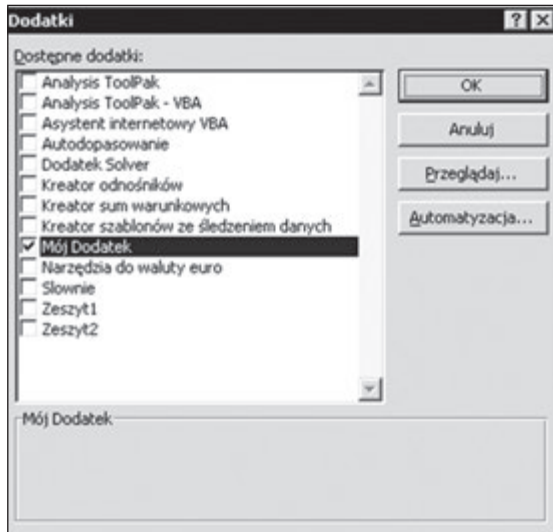 Dodatki
Dostępne dodatki:
Analysis ToolPak
Analysis ToolPak - VBA
Asystent internetowy VBA
Autodopasowanie
Dodatek Solver
Kreator odnośników
Kreator sum warunkowych
Kreator szablonów ze śledzeniem danych
Mój Dodatek
Narzędzia do waluty euro
Slownie
Zeszyt1
Zeszyt2
OK
Anuluj
Przeglądaj...
Automatyzacja...
Mój Dodatek